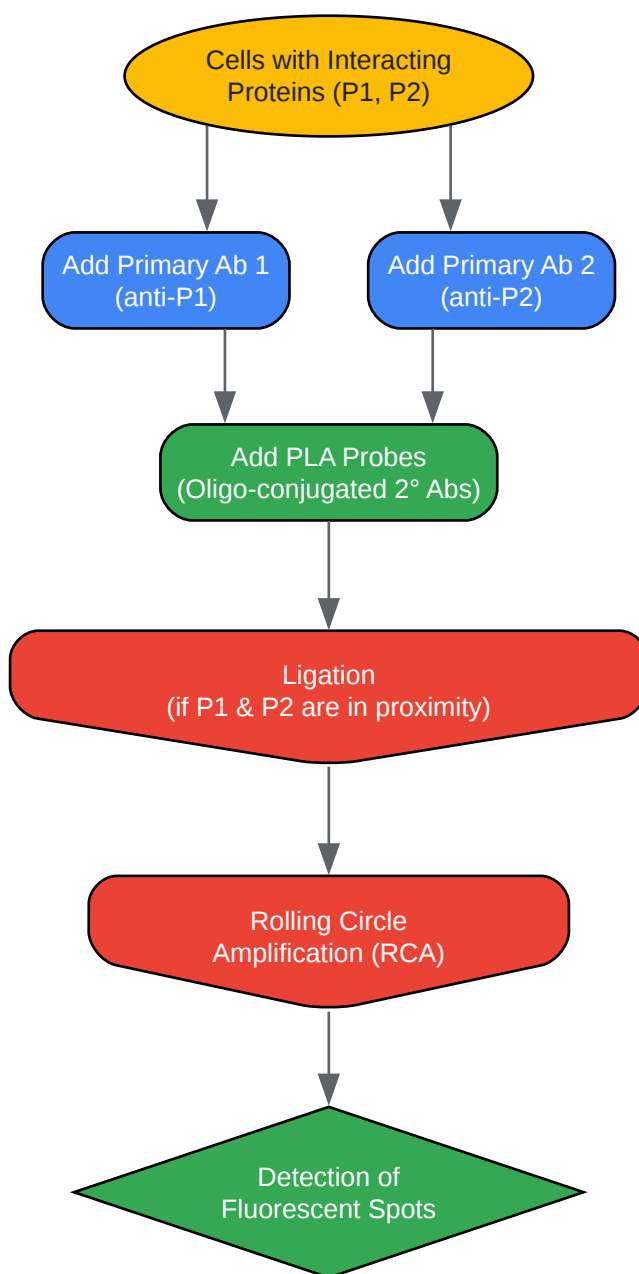 Cells with Interacting
Proteins (P1, P2)
Add Primary Ab 1
(anti-P1)
Add Primary Ab 2
(anti-P2)
Add PLA Probes
(Oligo-conjugated 2° Abs)
Ligation
(if P1 & P2 are in proximity)
Rolling Circle
Amplification (RCA)
Detection of
Fluorescent Spots